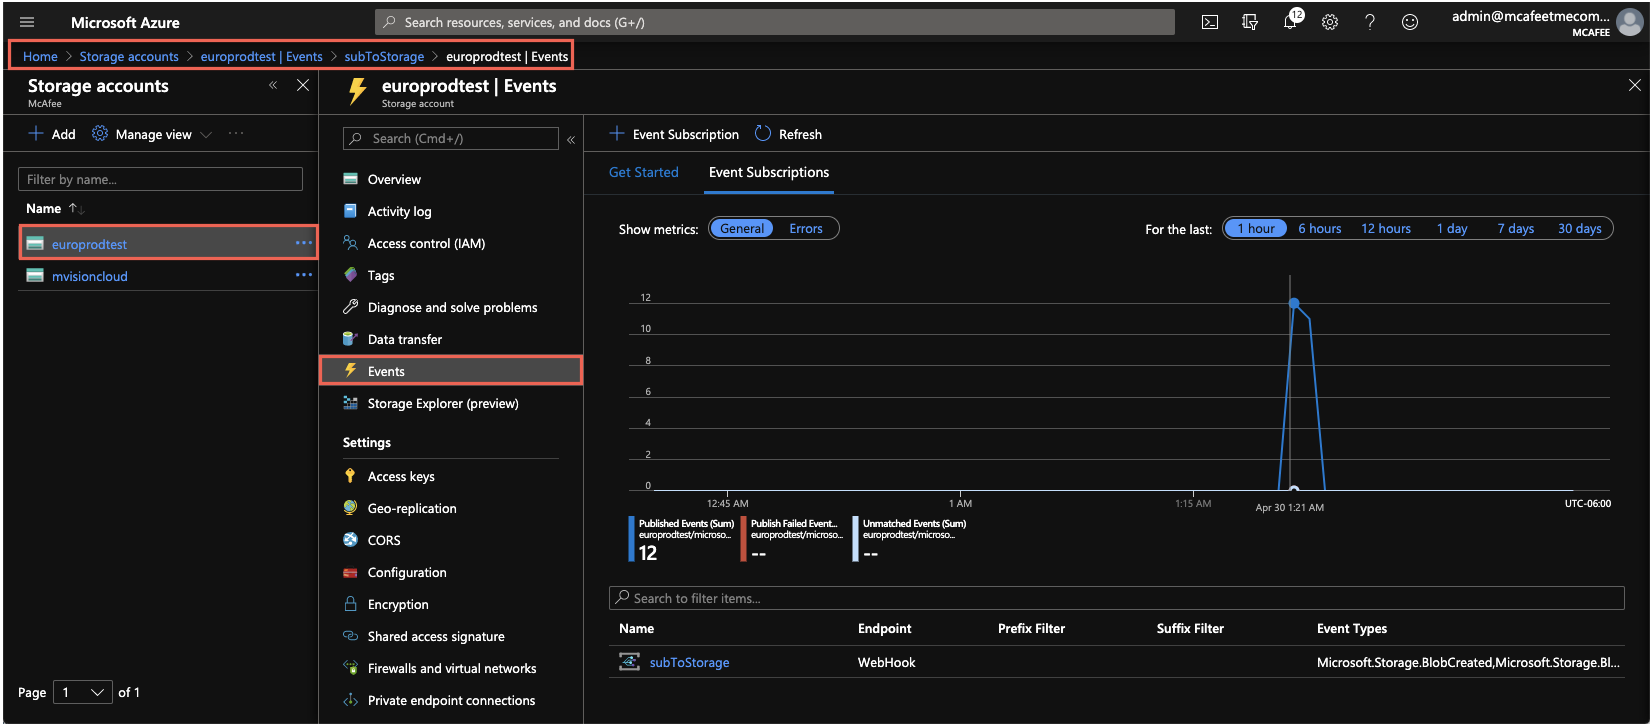 Microsoft Azure
Search resources, services, and docs (G+/)
12
admin@mcafeetmecom...
MCAFEE
Home > Storage accounts > europrodtest | Events > subToStorage > europrodtest | Events
Storage accounts
McAfee
Add Manage view
Filter by name...
Name
europrodtest
mvisioncloud
Page 1 of 1
europrodtest | Events
Storage account
Search (Cmd+/)
Overview
Activity log
Access control (IAM)
Tags
Diagnose and solve problems
Data transfer
Events
Storage Explorer (preview)
Settings
Access keys
Geo-replication
CORS
Configuration
Encryption
Shared access signature
Firewalls and virtual networks
Private endpoint connections
Event Subscription Refresh
Get Started Event Subscriptions
Show metrics: General Errors
For the last: 1 hour 6 hours 12 hours 1 day 7 days 30 days
12
10
8
6
4
2
0
12:45 AM 1 AM 1:15 AM Apr 30 1:21 AM UTC-06:00
Published Events (Sum)
europrodtest/microso...
12
Publish Failed Event...
europrodtest/microso...
--
Unmatched Events (Sum)
europrodtest/microso...
--
Search to filter items...
Name Endpoint Prefix Filter Suffix Filter Event Types
subToStorage WebHook Microsoft.Storage.BlobCreated,Microsoft.Storage.Bl...